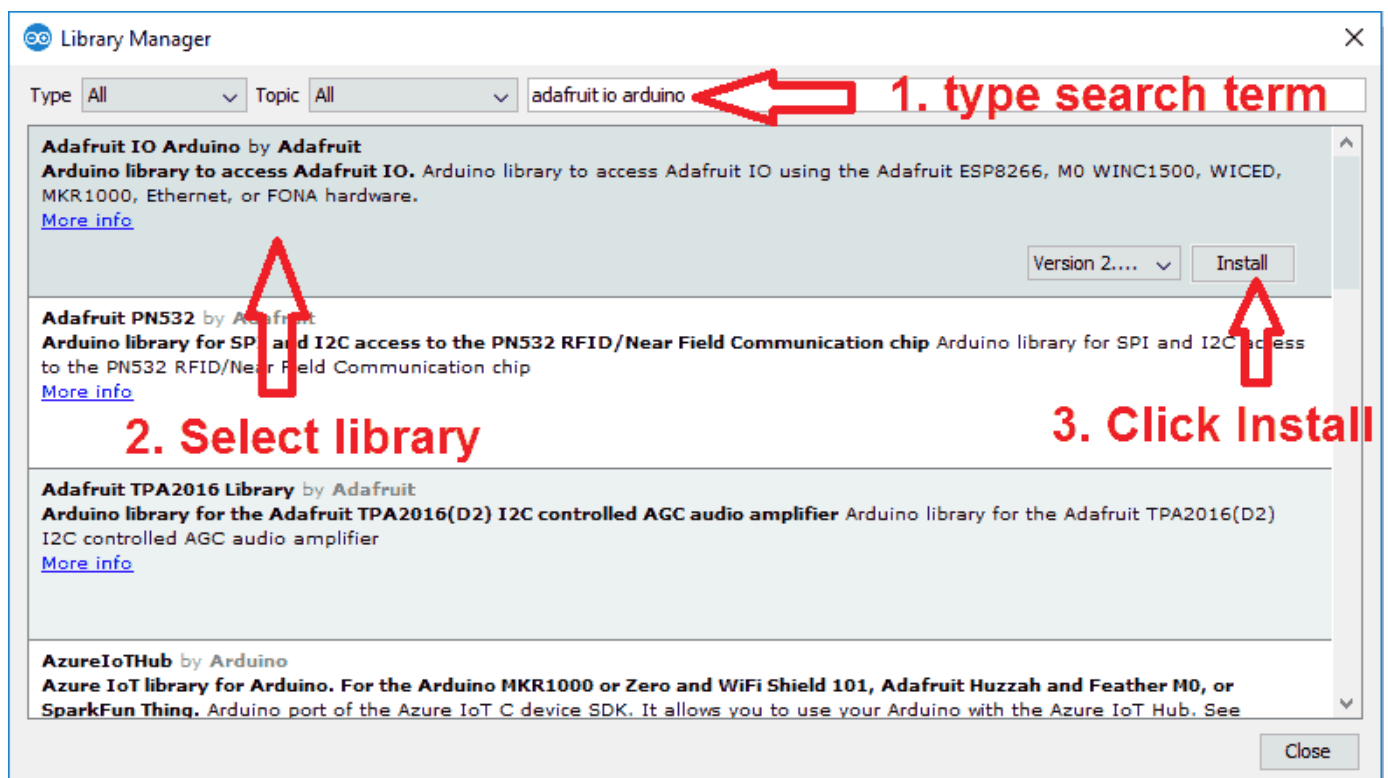 Library Manager
Type All Topic All adafruit io arduino 1. type search term
Adafruit IO Arduino by Adafruit
Arduino library to access Adafruit IO. Arduino library to access Adafruit IO using the Adafruit ESP8266, M0 WINC1500, WICED,
MKR1000, Ethernet, or FONA hardware.
More info
Version 2.... Install
Adafruit PN532 by Adafruit
Arduino library for SPI and I2C access to the PN532 RFID/Near Field Communication chip Arduino library for SPI and I2C access
to the PN532 RFID/Near Field Communication chip
More info
2. Select library
3. Click Install
Adafruit TPA2016 Library by Adafruit
Arduino library for the Adafruit TPA2016(D2) I2C controlled AGC audio amplifier Arduino library for the Adafruit TPA2016(D2)
I2C controlled AGC audio amplifier
More info
AzureIoTHub by Arduino
Azure IoT library for Arduino. For the Arduino MKR1000 or Zero and WiFi Shield 101, Adafruit Huzzah and Feather M0, or
SparkFun Thing. Arduino port of the Azure IoT C device SDK. It allows you to use your Arduino with the Azure IoT Hub. See
Close